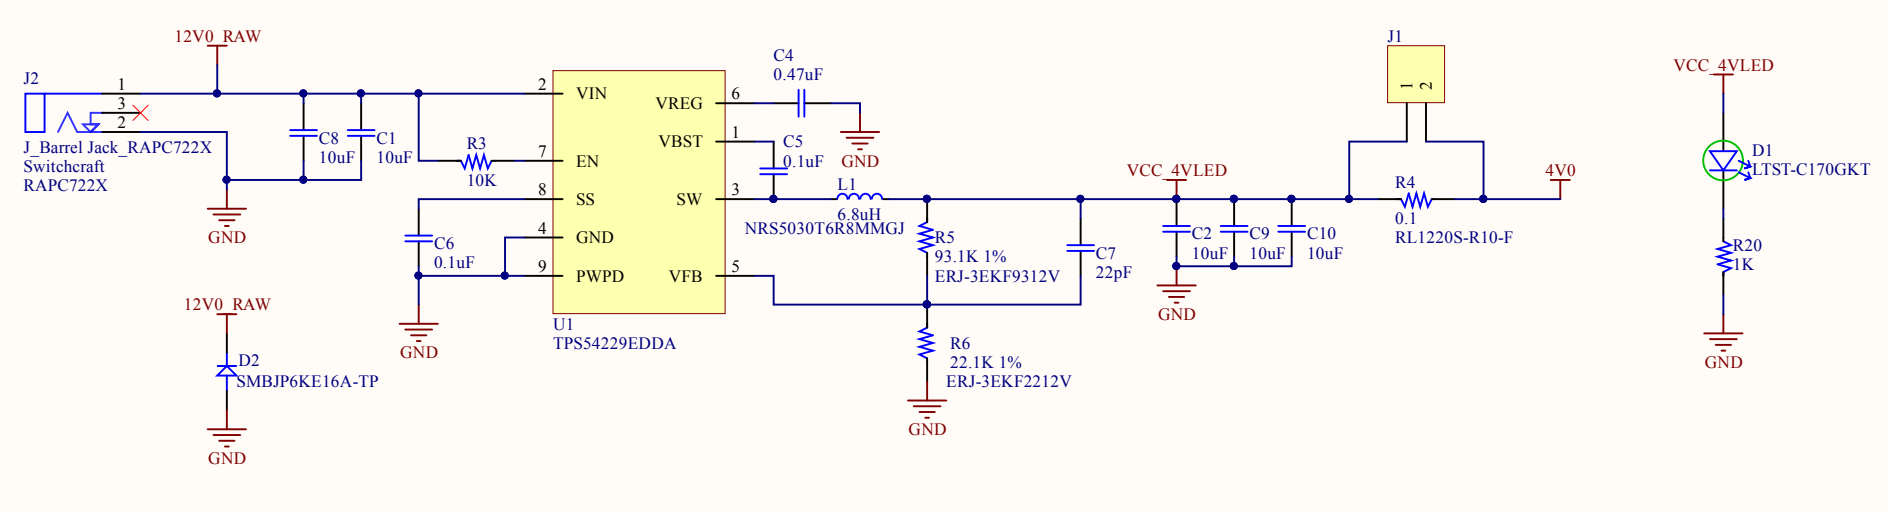 12V0_RAW
J2
1
3
2
J_Barrel Jack_RAPC722X
Switchcraft
RAPC722X
GND
C8
10uF
C1
10uF
R3
10K
C6
0.1uF
GND
12V0_RAW
D2
SMBJP6KE16A-TP
GND
2
VIN
7
EN
8
SS
4
GND
9
PWPD
VREG
6
VBST
1
SW
3
VFB
5
U1
TPS54229EDDA
C4
0.47uF
GND
C5
0.1uF
L1
6.8uH
NRS5030T6R8MMGJ
R5
93.1K 1%
ERJ-3EKF9312V
C7
22pF
R6
22.1K 1%
ERJ-3EKF2212V
GND
VCC_4VLED
C2
10uF
C9
10uF
C10
10uF
GND
J1
1
2
R4
0.1
RL1220S-R10-F
4V0
VCC_4VLED
D1
LTST-C170GKT
R20
1K
GND